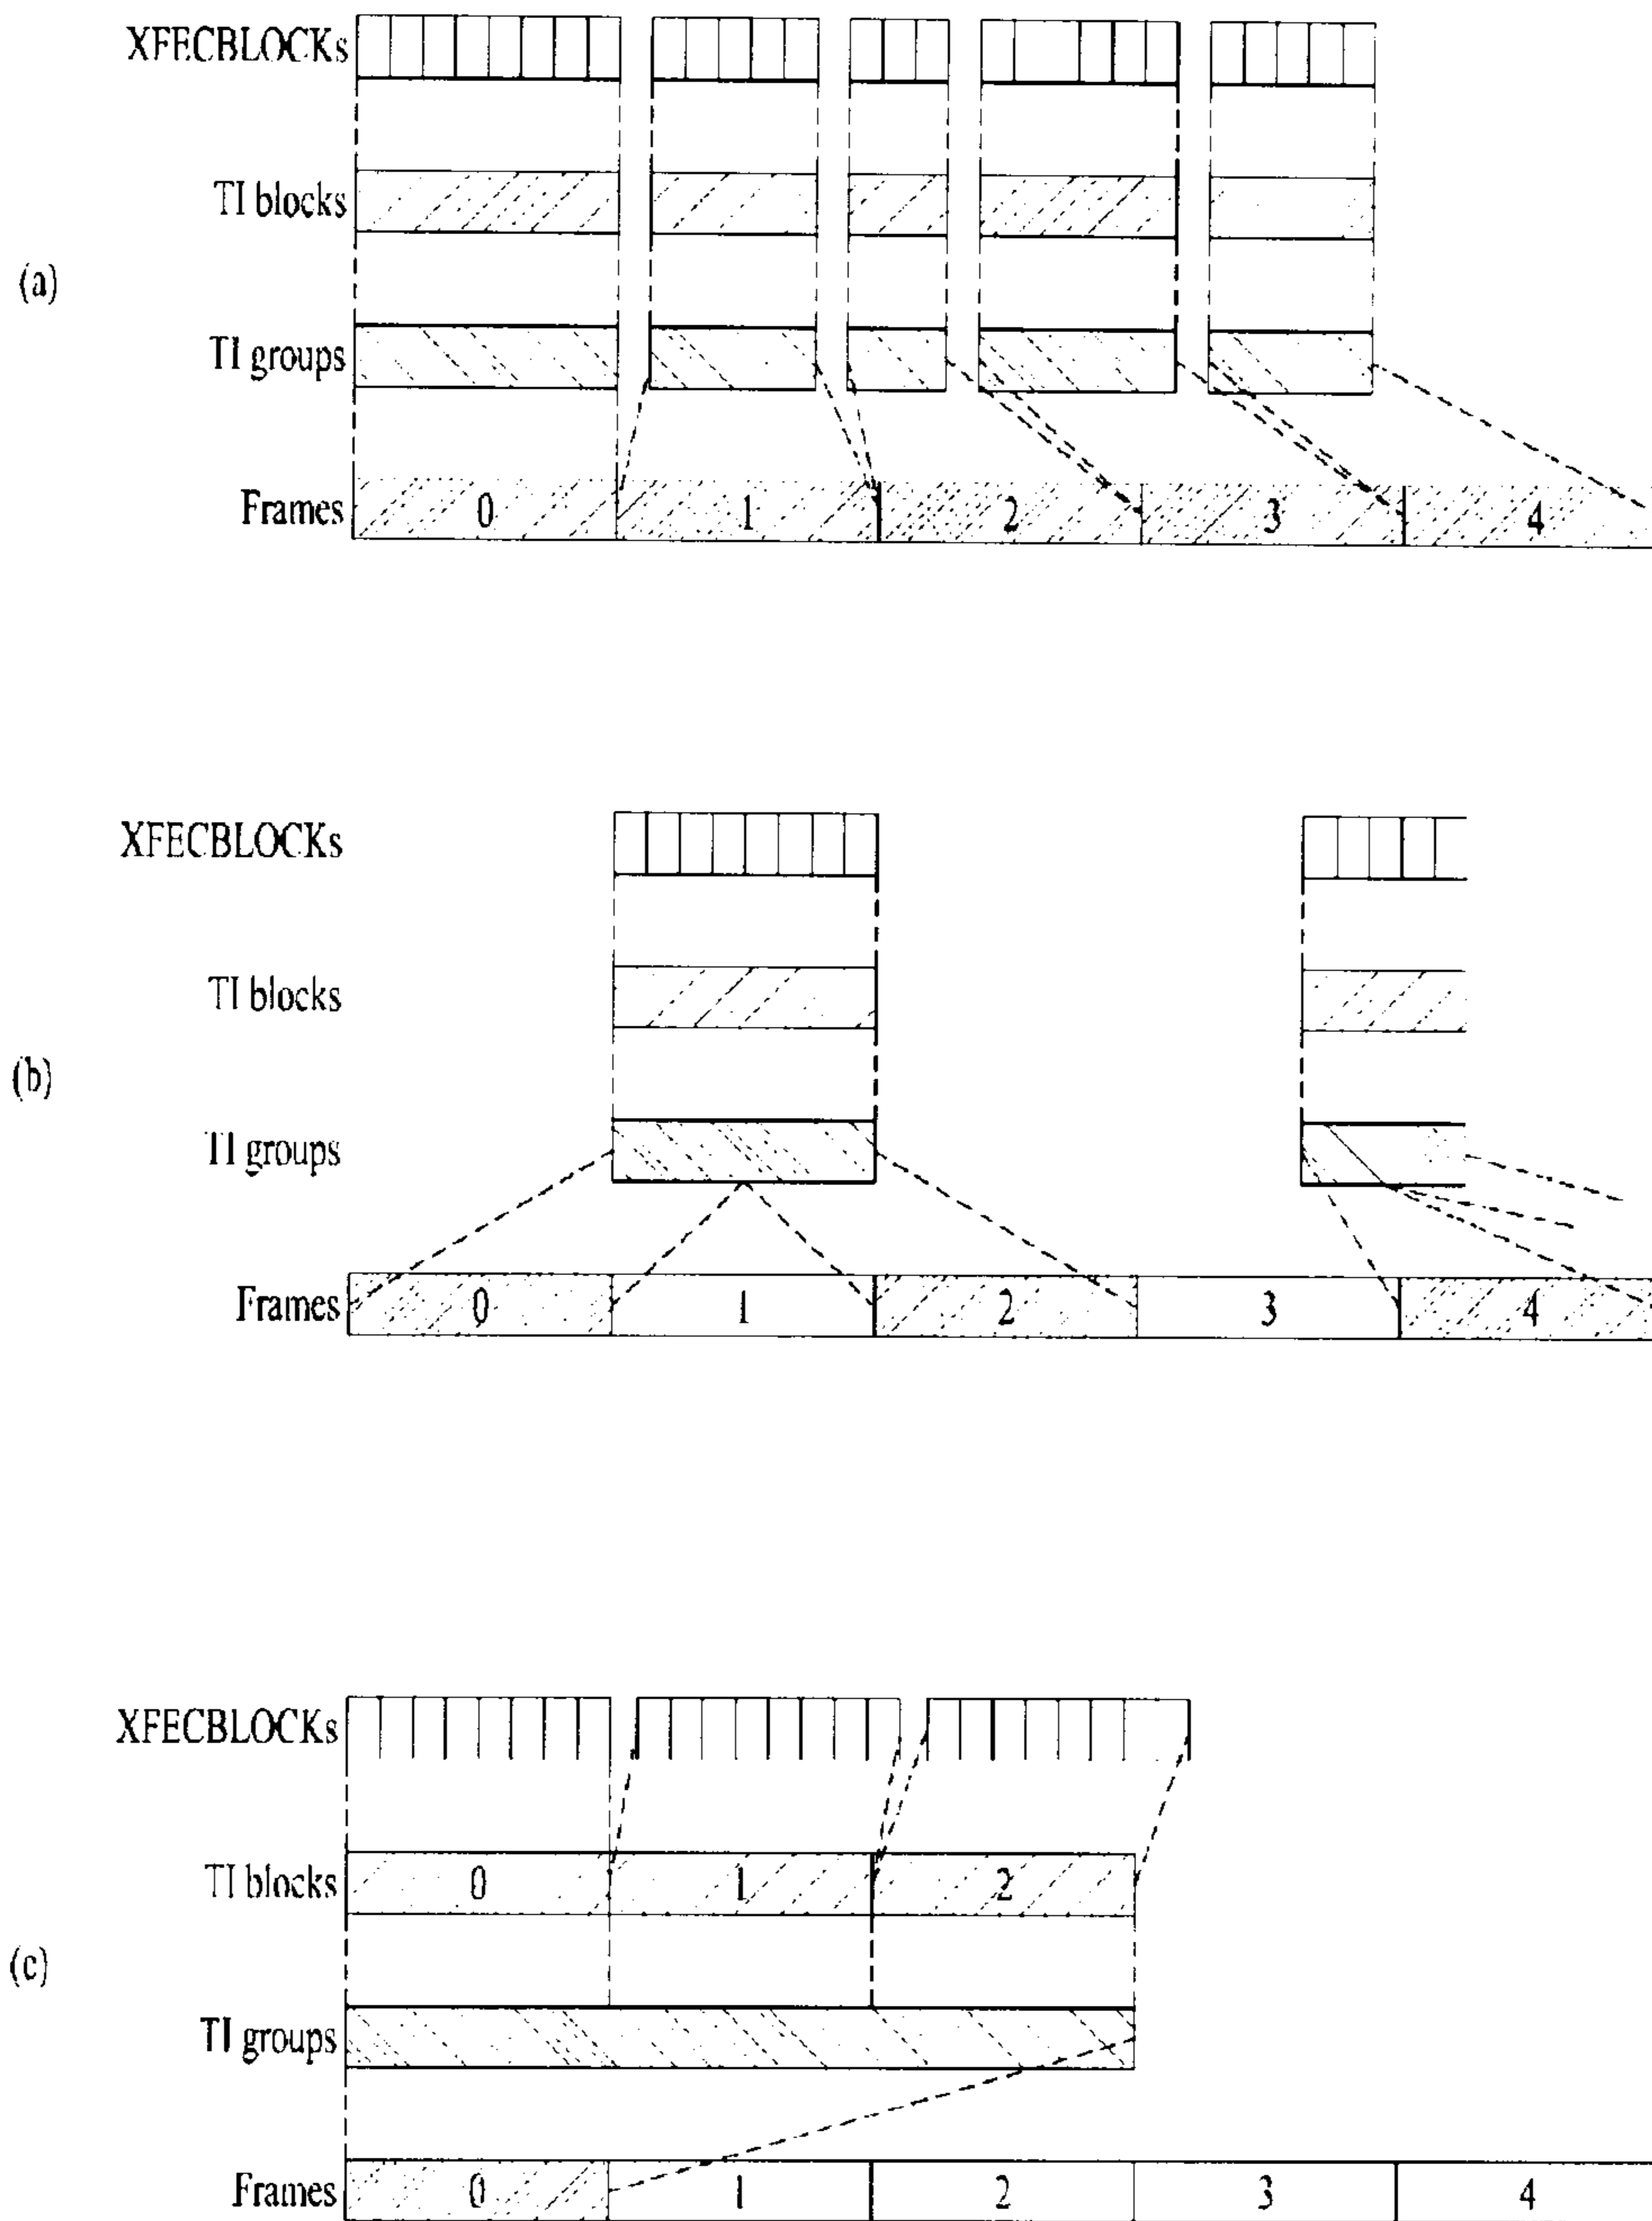 XFECBLOCKs
TI blocks
(a)
TI groups
Frames 0 1 2 3 4
XFECBLOCKs
TI blocks
(b)
TI groups
Frames 0 1 2 3 4
XFECBLOCKs
TI blocks 0 1 2
(c)
TI groups
Frames 0 1 2 3 4